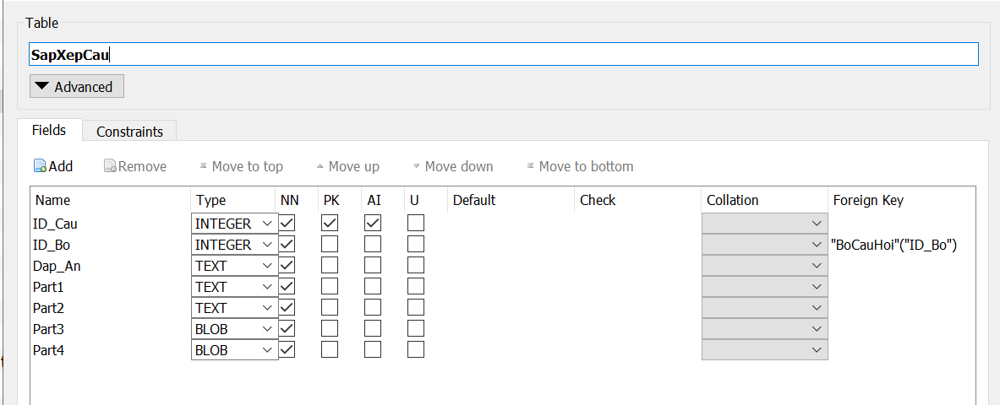 Table
SapXepCau
Advanced
Fields Constraints
Add Remove Move to top Move up Move down Move to bottom
Name Type NN PK AI U Default Check Collation Foreign Key
ID_Cau INTEGER
ID_Bo INTEGER "BoCauHoi"("ID_Bo")
Dap_An TEXT
Part1 TEXT
Part2 TEXT
Part3 BLOB
Part4 BLOB